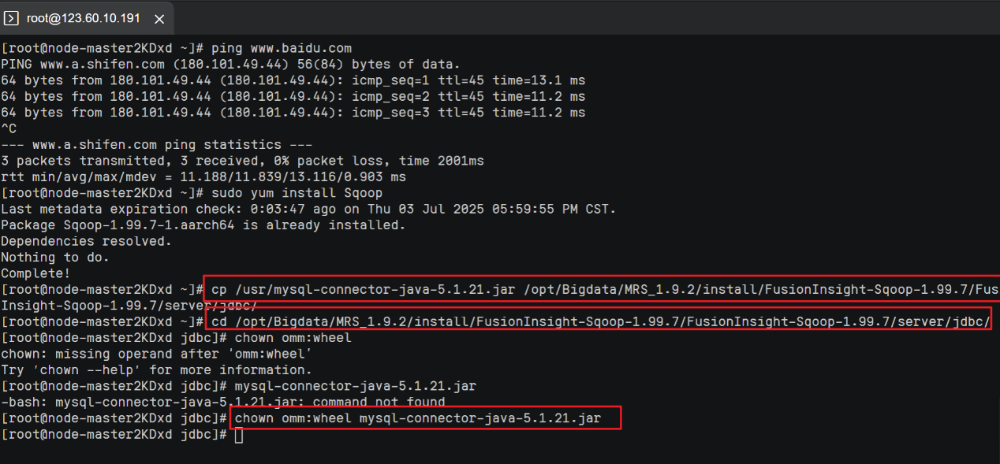 root@123.60.10.191
[root@node-master2KDxd ~]# ping www.baidu.com
PING www.a.shifen.com (180.101.49.44) 56(84) bytes of data.
64 bytes from 180.101.49.44 (180.101.49.44): icmp_seq=1 ttl=45 time=13.1 ms
64 bytes from 180.101.49.44 (180.101.49.44): icmp_seq=2 ttl=45 time=11.2 ms
64 bytes from 180.101.49.44 (180.101.49.44): icmp_seq=3 ttl=45 time=11.2 ms
^C
--- www.a.shifen.com ping statistics ---
3 packets transmitted, 3 received, 0% packet loss, time 2001ms
rtt min/avg/max/mdev = 11.188/11.839/13.116/0.903 ms
[root@node-master2KDxd ~]# sudo yum install Sqoop
Last metadata expiration check: 0:03:47 ago on Thu 03 Jul 2025 05:59:55 PM CST.
Package Sqoop-1.99.7-1.aarch64 is already installed.
Dependencies resolved.
Nothing to do.
Complete!
[root@node-master2KDxd ~]# cp /usr/mysql-connector-java-5.1.21.jar /opt/Bigdata/MRS_1.9.2/install/FusionInsight-Sqoop-1.99.7/Fus
Insight-Sqoop-1.99.7/server/jdbc/
[root@node-master2KDxd ~]# cd /opt/Bigdata/MRS_1.9.2/install/FusionInsight-Sqoop-1.99.7/FusionInsight-Sqoop-1.99.7/server/jdbc/
[root@node-master2KDxd jdbc]# chown omm:wheel
chown: missing operand after ‘omm:wheel’
Try 'chown --help' for more information.
[root@node-master2KDxd jdbc]# mysql-connector-java-5.1.21.jar
-bash: mysql-connector-java-5.1.21.jar: command not found
[root@node-master2KDxd jdbc]# chown omm:wheel mysql-connector-java-5.1.21.jar
[root@node-master2KDxd jdbc]#